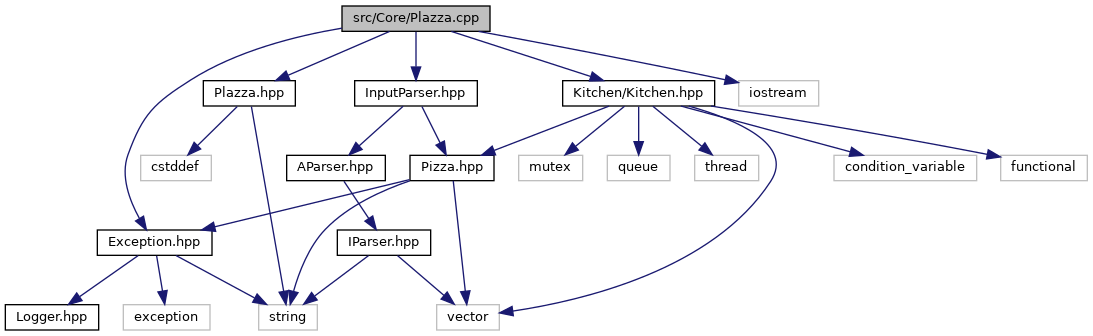 src/Core/Plazza.cpp
Plazza.hpp
InputParser.hpp
Kitchen/Kitchen.hpp
iostream
cstddef
AParser.hpp
Pizza.hpp
mutex
queue
thread
condition_variable
functional
Exception.hpp
IParser.hpp
Logger.hpp
exception
string
vector